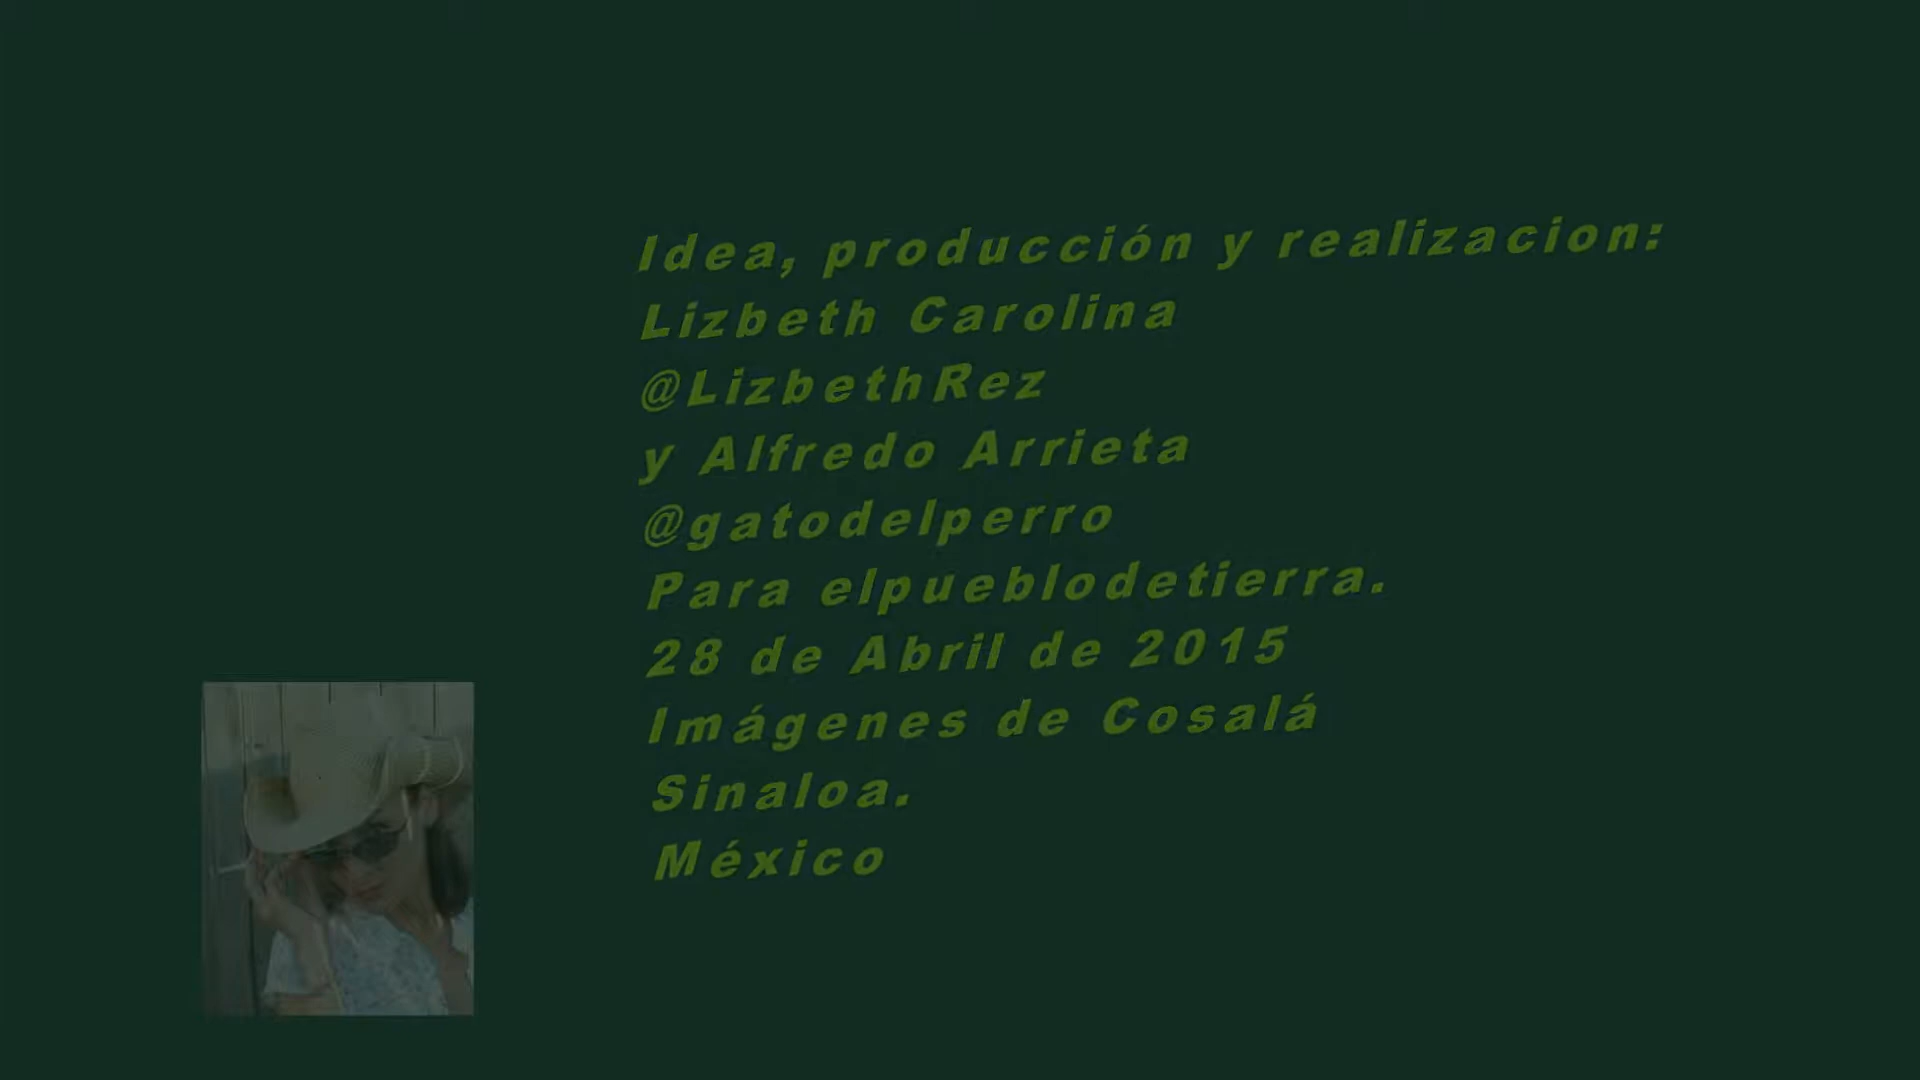 Idea, producción y realizacion:
Lizbeth Carolina
@LizbethRez
y Alfredo Arrieta
@gatodelperro
Para elpueblodetierra.
28 de Abril de 2015
Imágenes de Cosalá
Sinaloa.
México